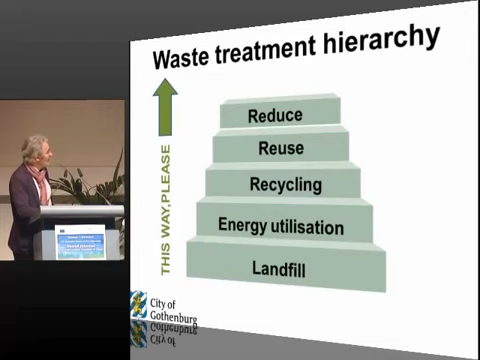 Waste treatment hierarchy
THIS WAY,PLEASE
Reduce
Reuse
Recycling
Energy utilisation
Landfill
City of
Gothenburg